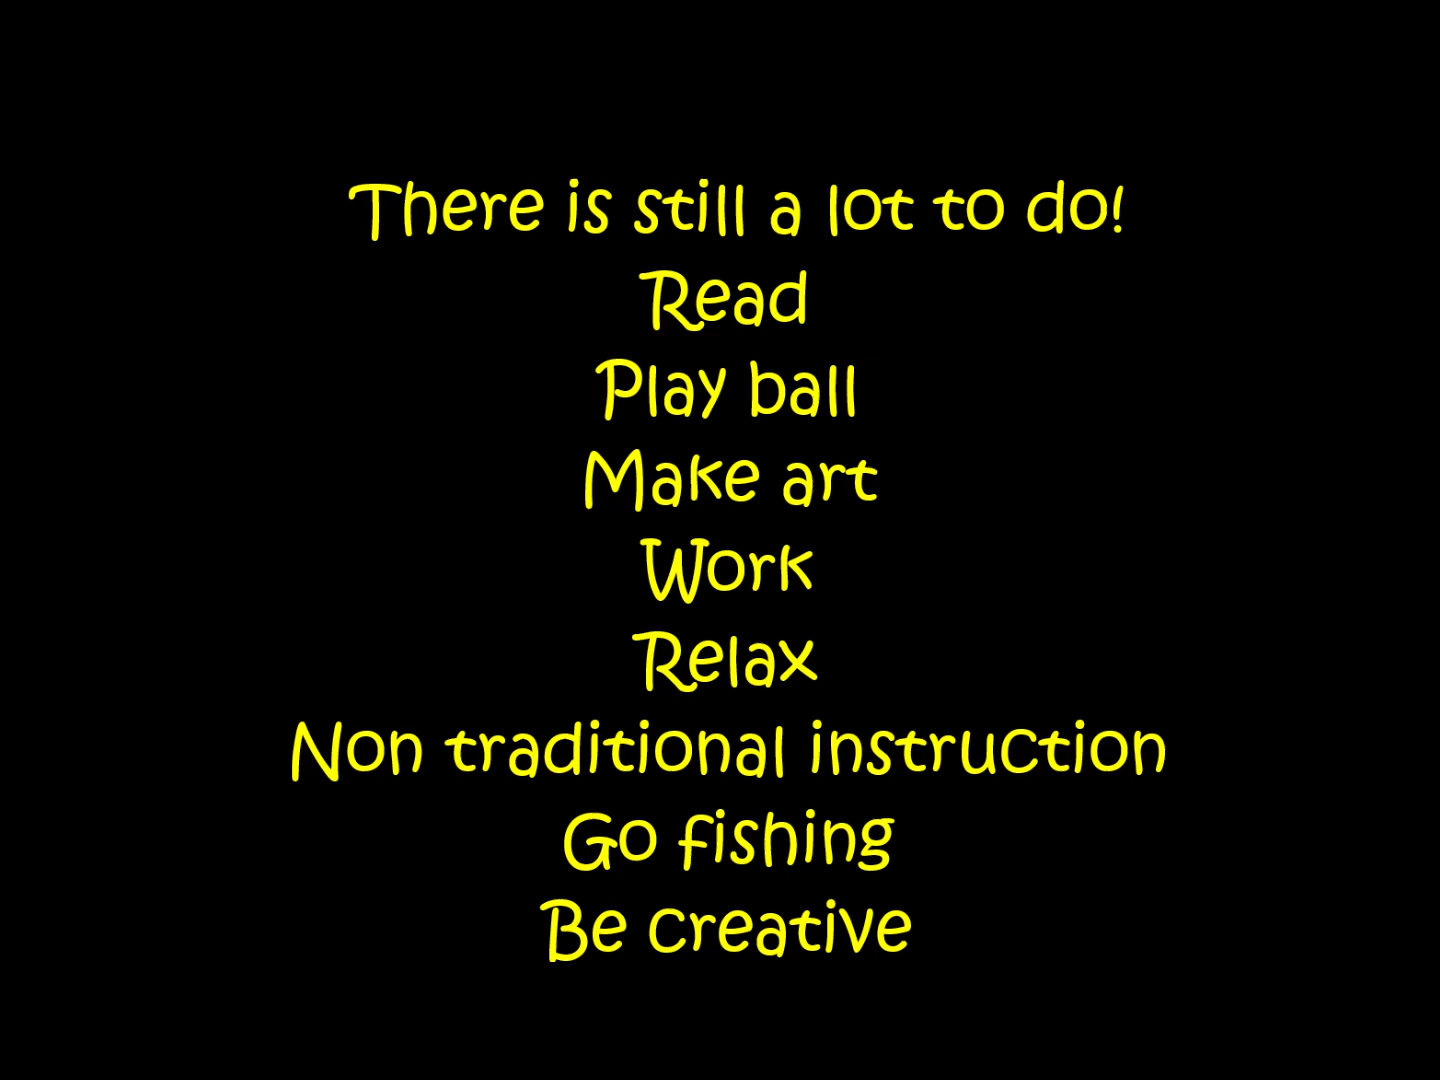 There is still a lot to do!
Read
Play ball
Make art
Work
Relax
Non traditional instruction
Go fishing
Be creative